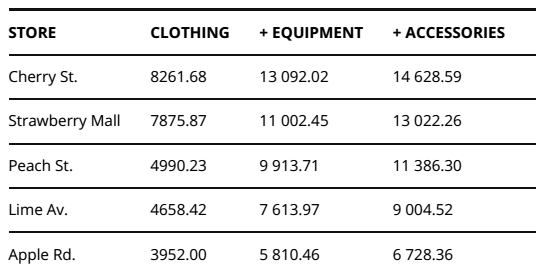 STORE CLOTHING + EQUIPMENT + ACCESSORIES
Cherry St. 8261.68 13 092.02 14 628.59
Strawberry Mall 7875.87 11 002.45 13 022.26
Peach St. 4990.23 9 913.71 11 386.30
Lime Av. 4658.42 7 613.97 9 004.52
Apple Rd. 3952.00 5 810.46 6 728.36